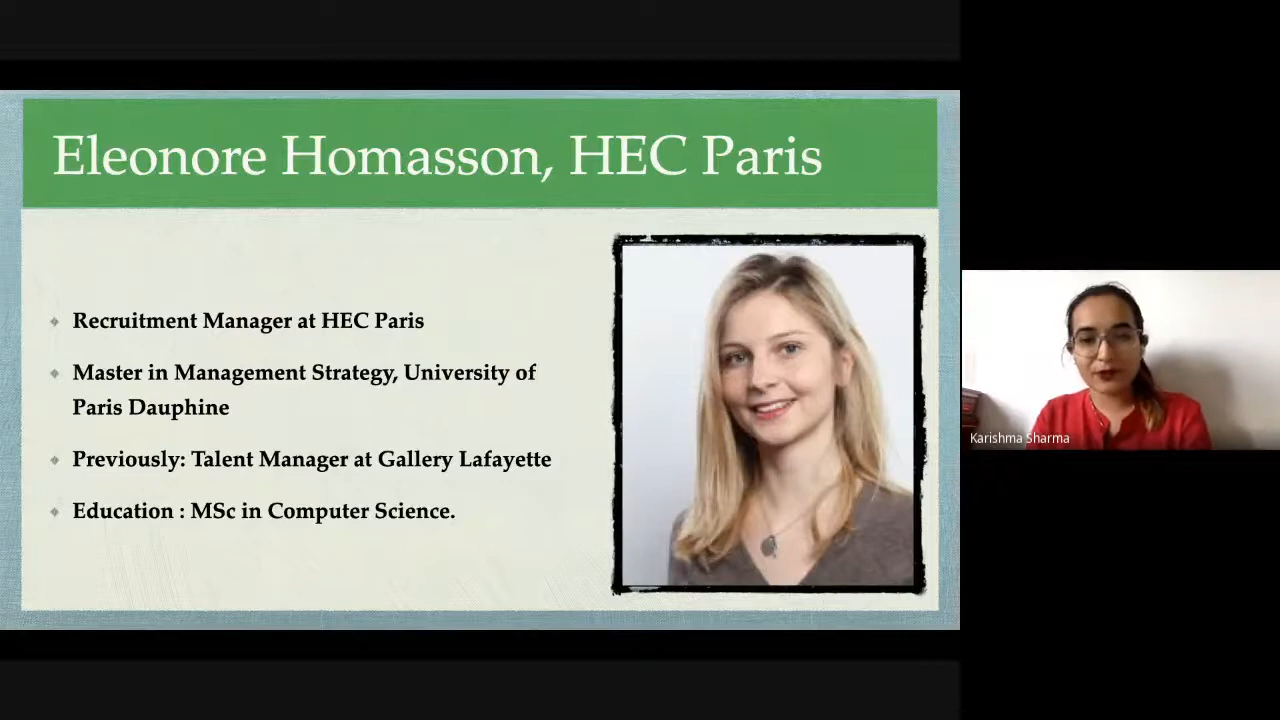 Eleonore Homasson, HEC Paris
Recruitment Manager at HEC Paris
Master in Management Strategy, University of
Paris Dauphine
Previously: Talent Manager at Gallery Lafayette
Education : MSc in Computer Science.
Karishma Sharma